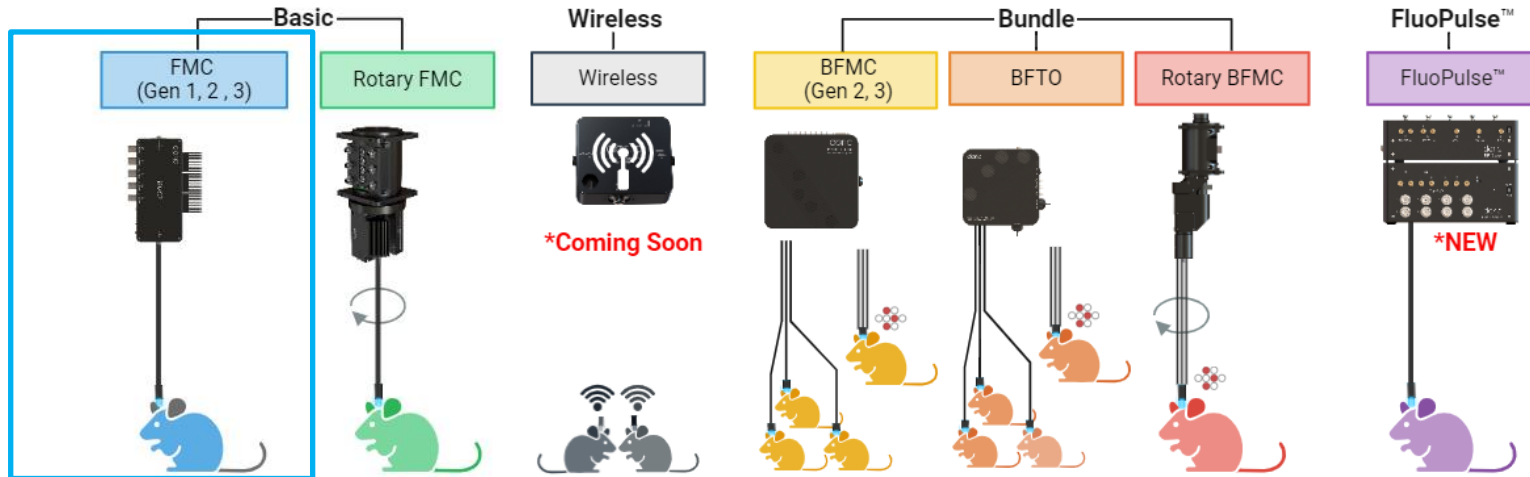 Basic
Wireless
Bundle
FluoPulse™
FMC
(Gen 1, 2 , 3)
Rotary FMC
Wireless
BFMC
(Gen 2, 3)
BFTO
Rotary BFMC
FluoPulse™
*Coming Soon
*NEW